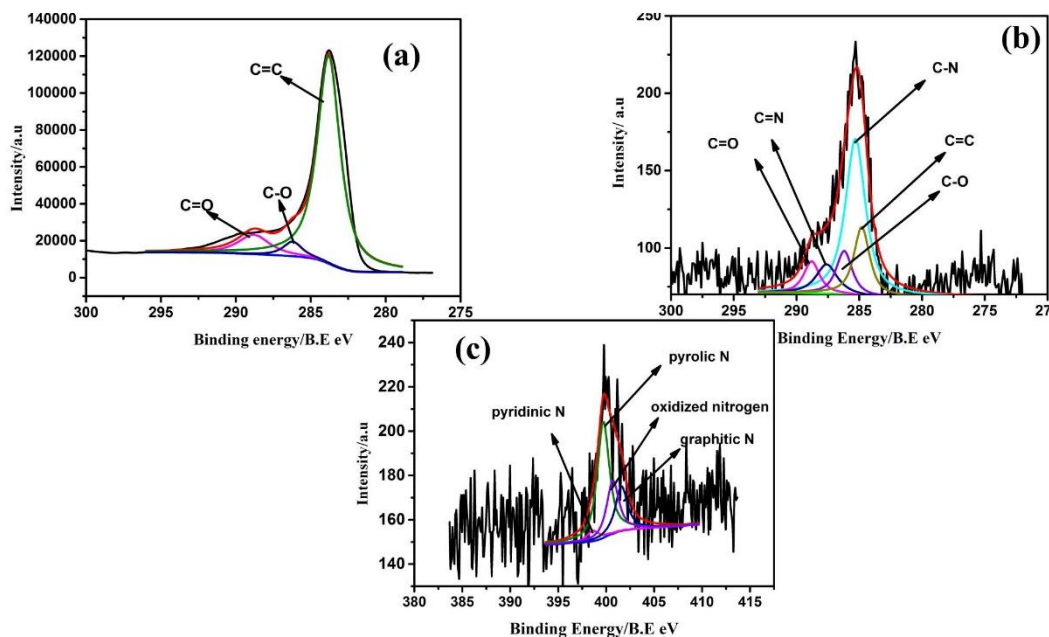 (a)
140000
120000
100000
80000
60000
40000
20000
0
C=C
C=O
C-O
300
295
290
285
280
275
Intensity/a.u
Binding energy/B.E eV
(b)
250
200
150
100
C-N
C=N
C=O
C=C
C-O
300
295
290
285
280
275
Intensity/ a.u
Binding Energy/B.E eV
(c)
240
220
200
180
160
140
pyrolic N
pyridinic N
oxidized nitrogen
graphitic N
380
385
390
395
400
405
410
415
Intensity/a.u
Binding Energy/B.E eV